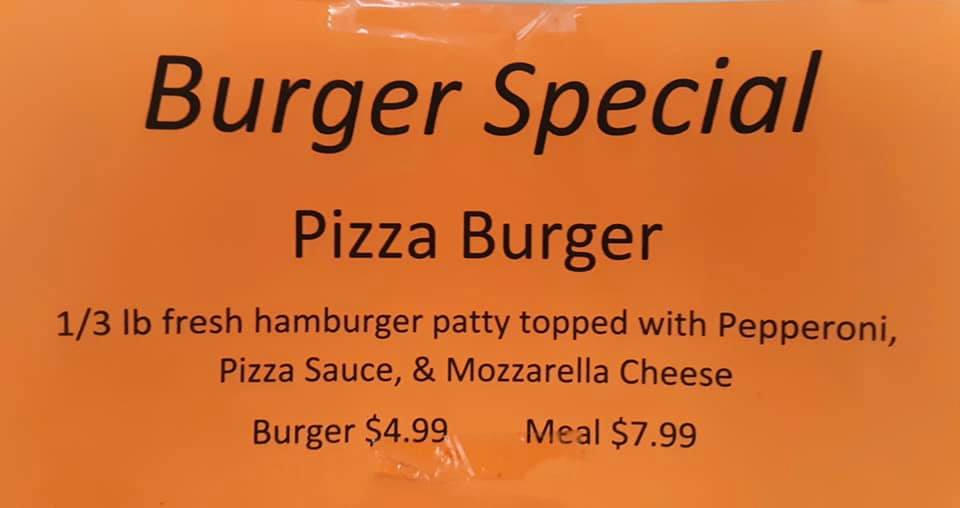 Burger Special
Pizza Burger
1/3 lb fresh hamburger patty topped with Pepperoni,
Pizza Sauce, & Mozzarella Cheese
Burger $4.99 Meal $7.99